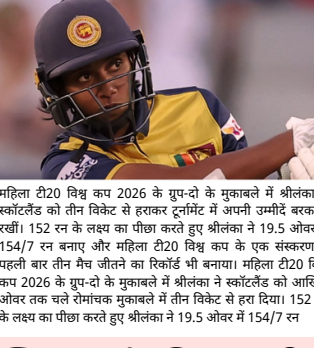 महिला टी20 विश्व कप 2026 के ग्रुप-दो के मुकाबले में श्रीलंका
स्कॉटलैंड को तीन विकेट से हराकर टूर्नामेंट में अपनी उम्मीदें बरक
रखीं। 152 रन के लक्ष्य का पीछा करते हुए श्रीलंका ने 19.5 ओवर
154/7 रन बनाए और महिला टी20 विश्व कप के एक संस्करण
पहली बार तीन मैच जीतने का रिकॉर्ड भी बनाया। महिला टी20 वि
कप 2026 के ग्रुप-दो के मुकाबले में श्रीलंका ने स्कॉटलैंड को आखि
ओवर तक चले रोमांचक मुकाबले में तीन विकेट से हरा दिया। 152
के लक्ष्य का पीछा करते हुए श्रीलंका ने 19.5 ओवर में 154/7 रन